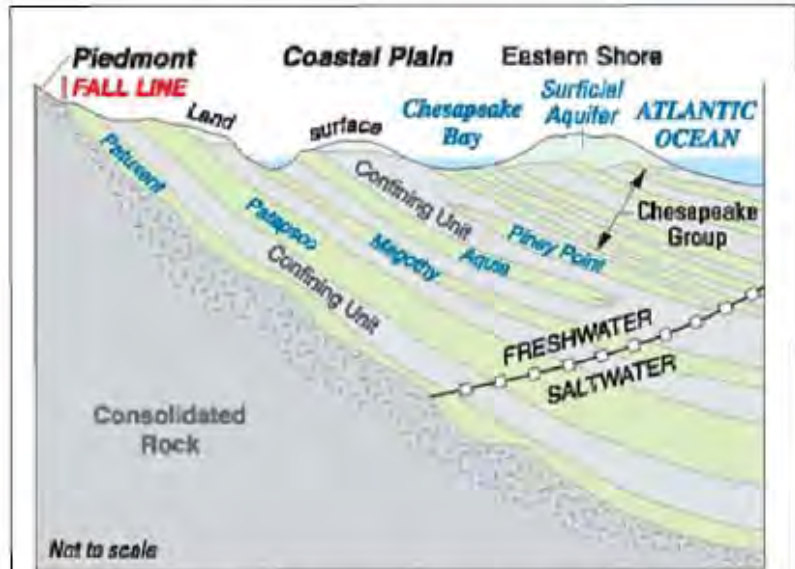 Piedmont
Coastal Plain
Eastern Shore
FALL LINE
Land
surface
Chesapeake
Bay
Surficial
Aquifer
ATLANTIC
OCEAN
Patuxent
Patapsco
Confining Unit
Magothy
Confining Unit
Aquia
Piney Point
Chesapeake
Group
FRESHWATER
SALTWATER
Consolidated
Rock
Not to scale